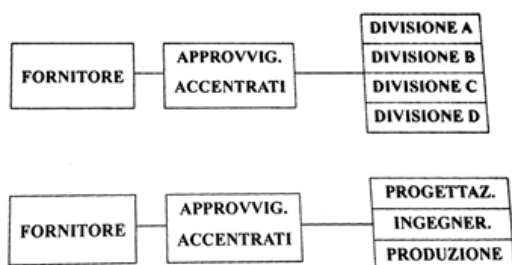 DIVISIONE A
DIVISIONE B
DIVISIONE C
DIVISIONE D
FORNITORE
APPROVVIG.
ACCENTRATI
PROGETTAZ.
INGEGNER.
PRODUZIONE
FORNITORE
APPROVVIG.
ACCENTRATI